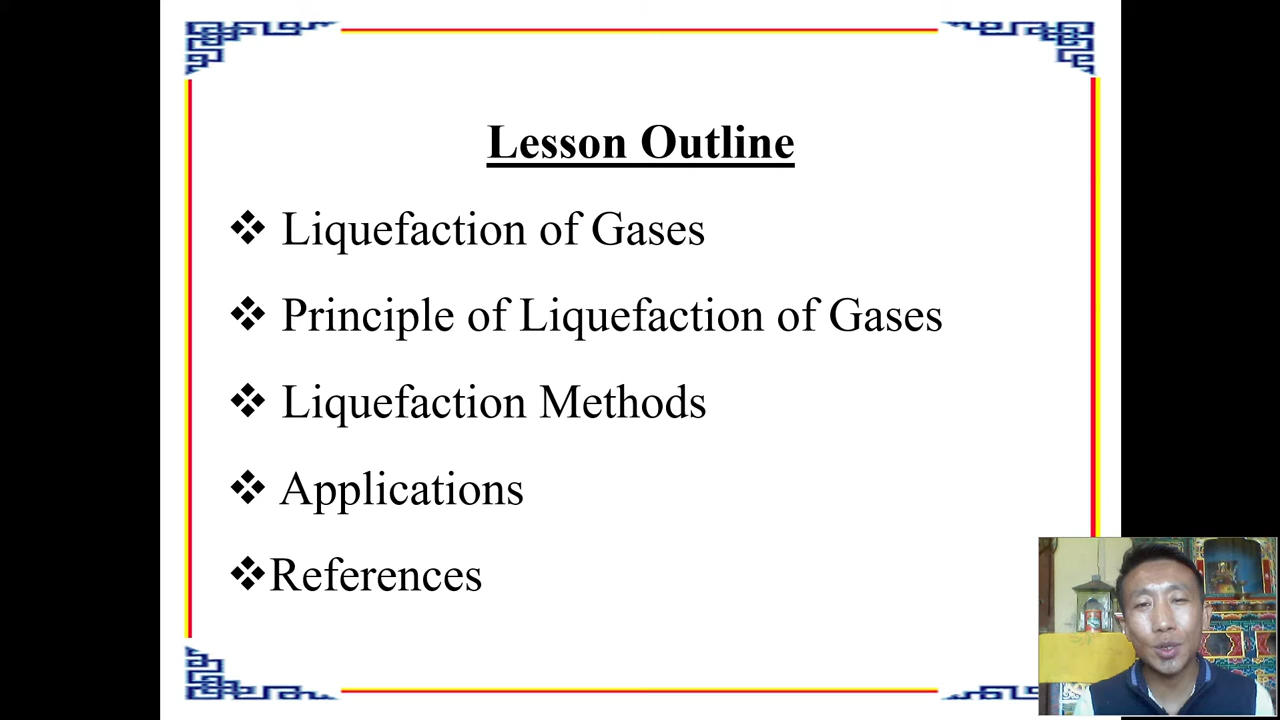 Lesson Outline
❖ Liquefaction of Gases
❖ Principle of Liquefaction of Gases
❖ Liquefaction Methods
❖ Applications
❖References